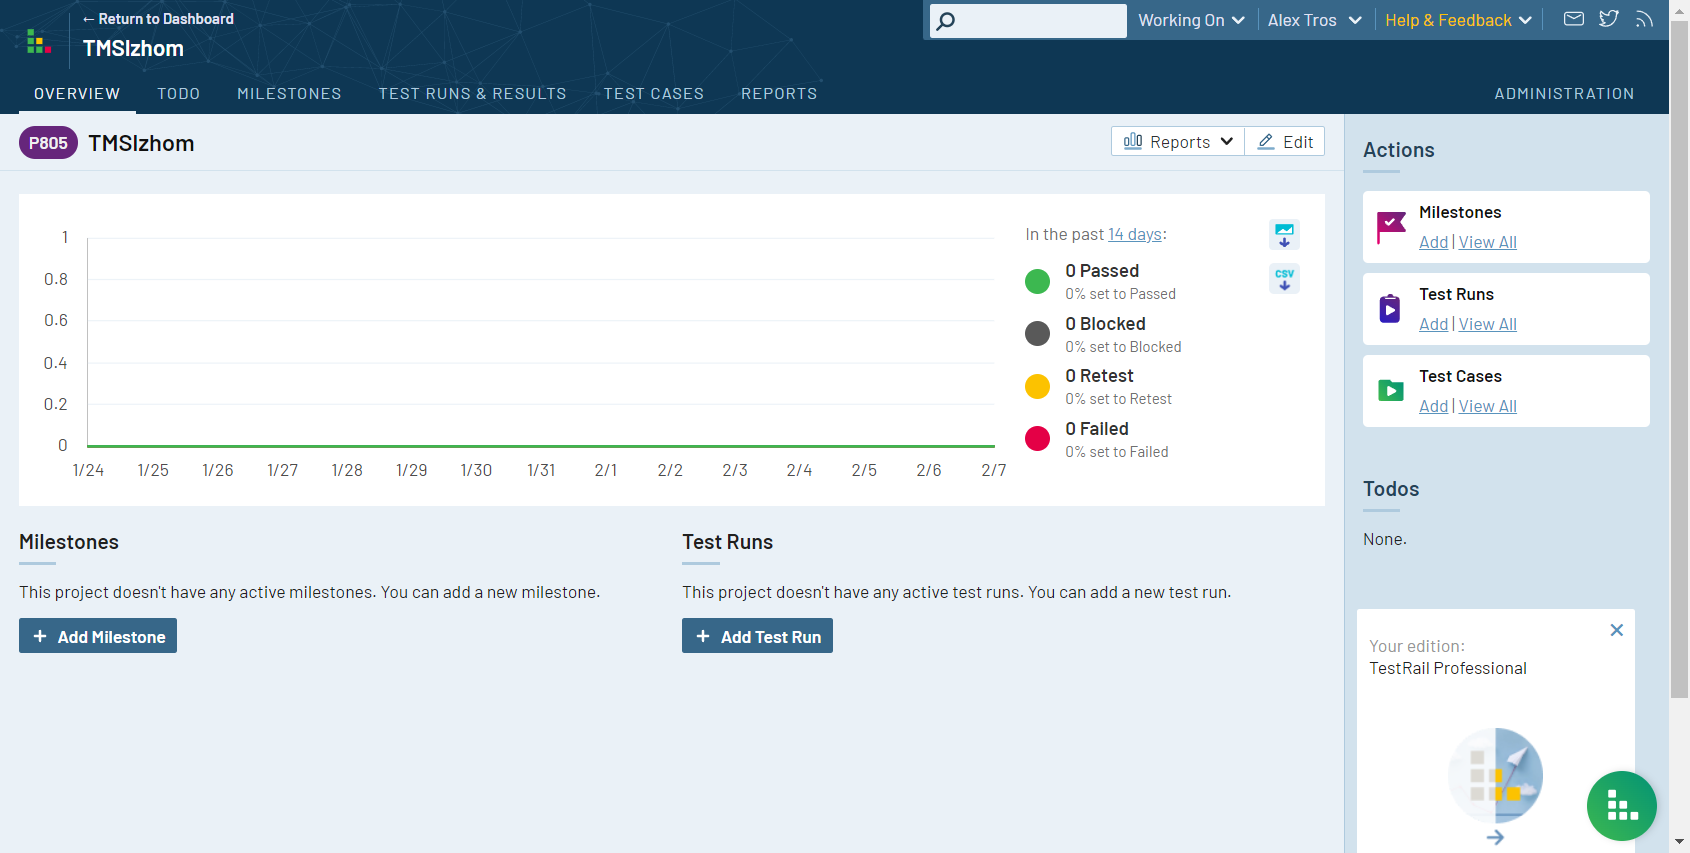 ← Return to Dashboard
TMSIzhom
Working On
Alex Tros
Help & Feedback
OVERVIEW
TODO
MILESTONES
TEST RUNS & RESULTS
TEST CASES
REPORTS
ADMINISTRATION
P805
TMSIzhom
Reports
Edit
1
0.8
0.6
0.4
0.2
0
1/24
1/25
1/26
1/27
1/28
1/29
1/30
1/31
2/1
2/2
2/3
2/4
2/5
2/6
2/7
In the past 14 days:
CSV
0 Passed
0% set to Passed
0 Blocked
0% set to Blocked
0 Retest
0% set to Retest
0 Failed
0% set to Failed
Milestones
This project doesn't have any active milestones. You can add a new milestone.
+ Add Milestone
Test Runs
This project doesn't have any active test runs. You can add a new test run.
+ Add Test Run
Actions
Milestones
Add | View All
Test Runs
Add | View All
Test Cases
Add | View All
Todos
None.
Your edition:
TestRail Professional